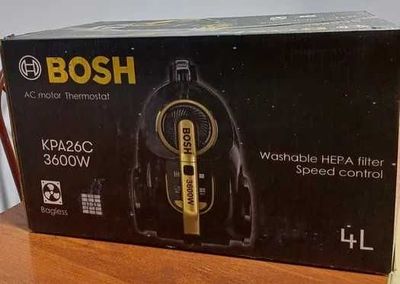 BOSH
AC motor Thermostat
KPA26C
3600W
BOSH
3600W
Washable HEPA filter
Speed control
Bagless
4L